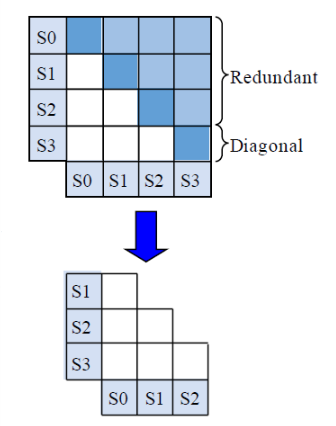 S0
S1
Redundant
S2
S3
Diagonal
S0 S1 S2 S3
S1
S2
S3
S0 S1 S2